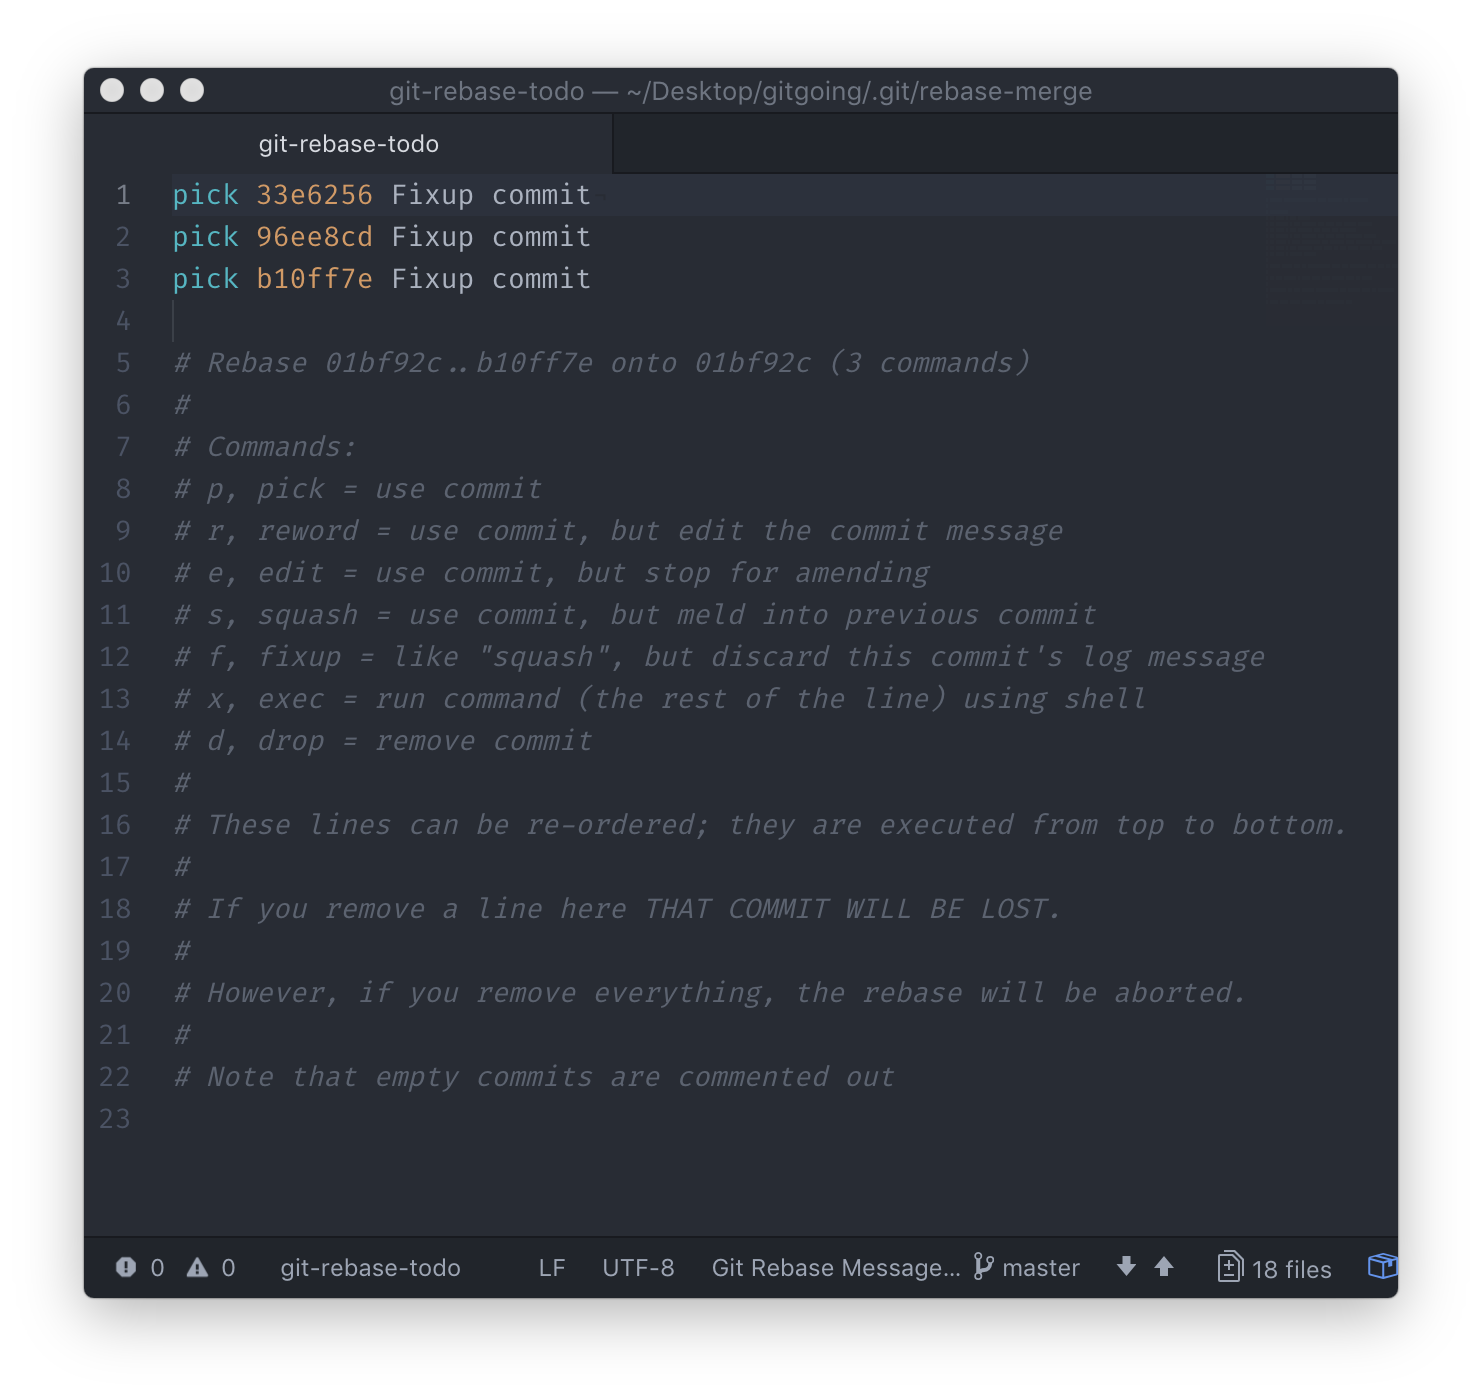 git-rebase-todo — ~/Desktop/gitgoing/.git/rebase-merge
git-rebase-todo
1 pick 33e6256 Fixup commit
2 pick 96ee8cd Fixup commit
3 pick b10ff7e Fixup commit
4
5 # Rebase 01bf92c..b10ff7e onto 01bf92c (3 commands)
6 #
7 # Commands:
8 # p, pick = use commit
9 # r, reword = use commit, but edit the commit message
10 # e, edit = use commit, but stop for amending
11 # s, squash = use commit, but meld into previous commit
12 # f, fixup = like "squash", but discard this commit's log message
13 # x, exec = run command (the rest of the line) using shell
14 # d, drop = remove commit
15 #
16 # These lines can be re-ordered; they are executed from top to bottom.
17 #
18 # If you remove a line here THAT COMMIT WILL BE LOST.
19 #
20 # However, if you remove everything, the rebase will be aborted.
21 #
22 # Note that empty commits are commented out
23
0 0 git-rebase-todo LF UTF-8 Git Rebase Message... master 18 files